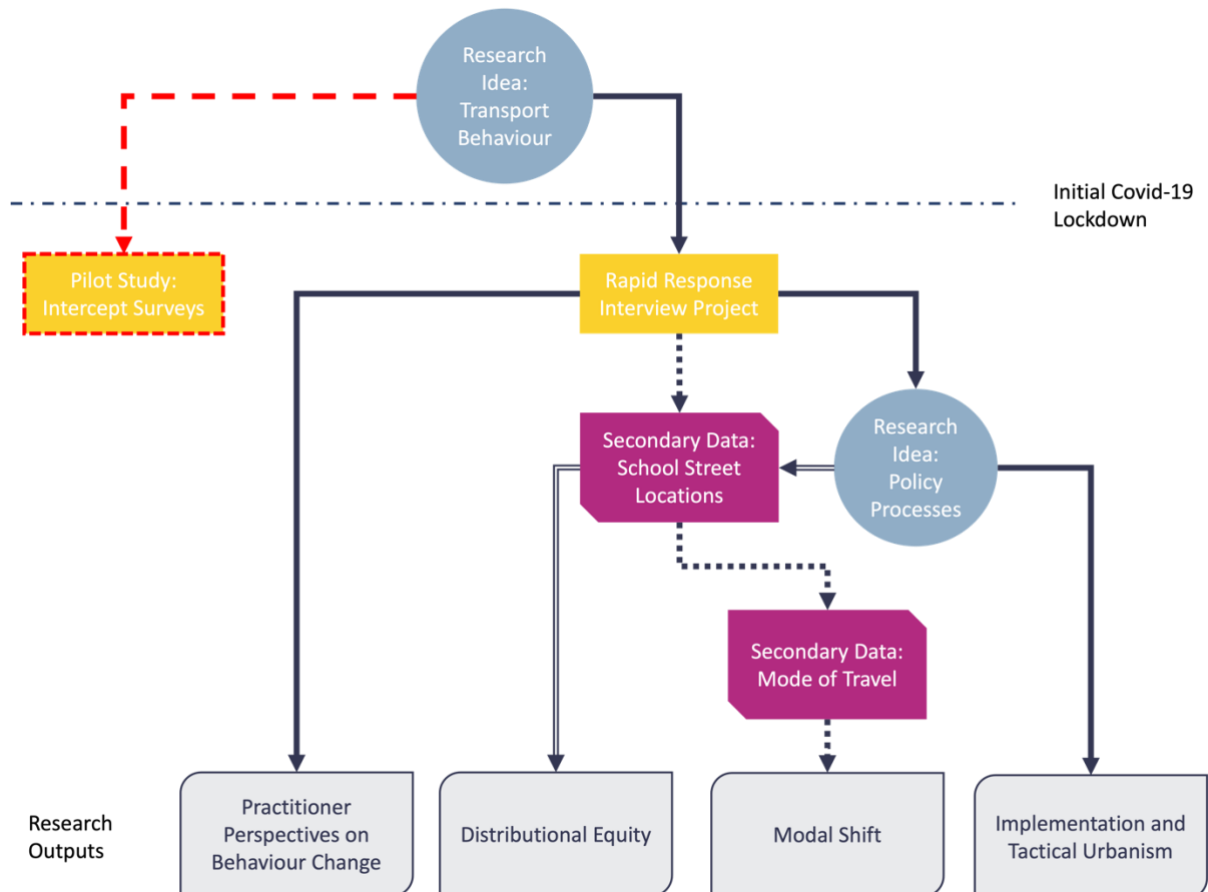 Research
Idea:
Transport
Behaviour
Initial Covid-19
Lockdown
Pilot Study:
Intercept Surveys
Rapid Response
Interview Project
Secondary Data:
School Street
Locations
Research
Idea:
Policy
Processes
Secondary Data:
Mode of Travel
Research
Outputs
Practitioner
Perspectives on
Behaviour Change
Distributional Equity
Modal Shift
Implementation and
Tactical Urbanism